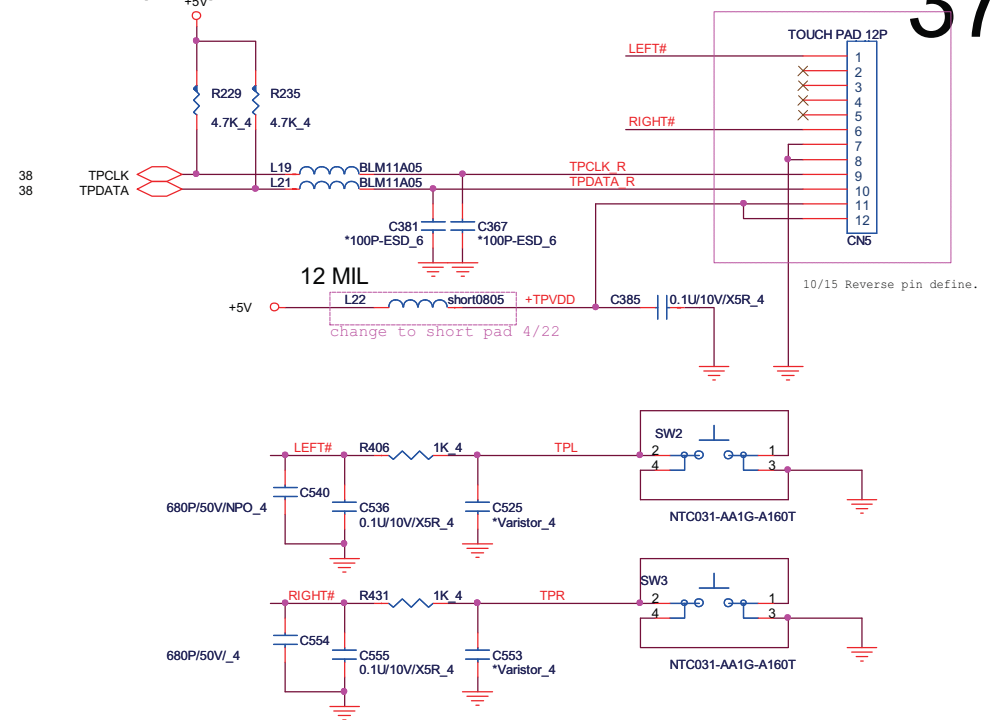 +5V
37
TOUCH PAD 12P
LEFT#
1
2
3
4
5
RIGHT#
6
7
8
9
10
11
12
CN5
R229
R235
4.7K_4
4.7K_4
38 TPCLK L19 BLM11A05 TPCLK_R
38 TPDATA L21 BLM11A05 TPDATA_R
C381 C367
*100P-ESD_6 *100P-ESD_6
12 MIL
10/15 Reverse pin define.
+5V L22 short0805 +TPVDD C385 0.1U/10V/X5R_4
change to short pad 4/22
LEFT# R406 1K_4 TPL
SW2
2 1
4 3
C540
680P/50V/NPO_4
C536
0.1U/10V/X5R_4
C525
*Varistor_4
NTC031-AA1G-A160T
RIGHT# R431 1K_4 TPR
SW3
2 1
4 3
C554
680P/50V/_4
C555
0.1U/10V/X5R_4
C553
*Varistor_4
NTC031-AA1G-A160T